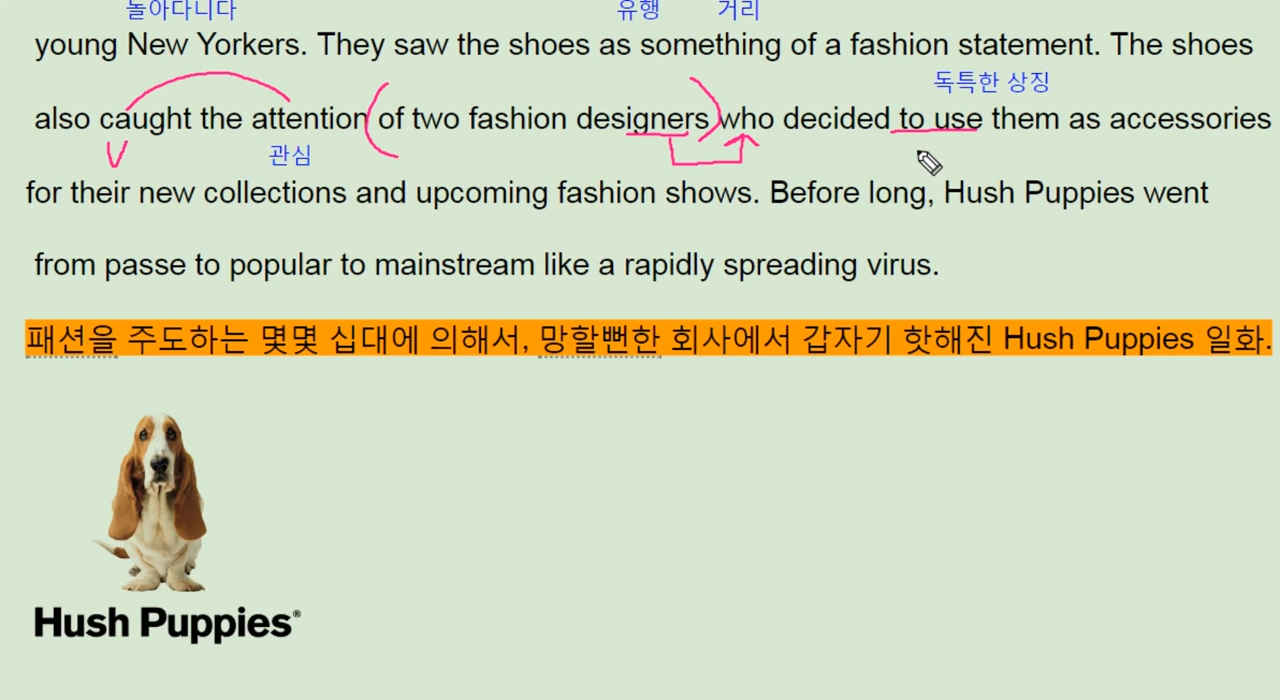 돌아다니다 유행 거리
young New Yorkers. They saw the shoes as something of a fashion statement. The shoes
독특한 상징
also caught the attention of two fashion designers who decided to use them as accessories
V 관심
for their new collections and upcoming fashion shows. Before long, Hush Puppies went
from passe to popular to mainstream like a rapidly spreading virus.
패션을 주도하는 몇몇 십대에 의해서, 망할뻔한 회사에서 갑자기 핫해진 Hush Puppies 일화.
Hush Puppies®